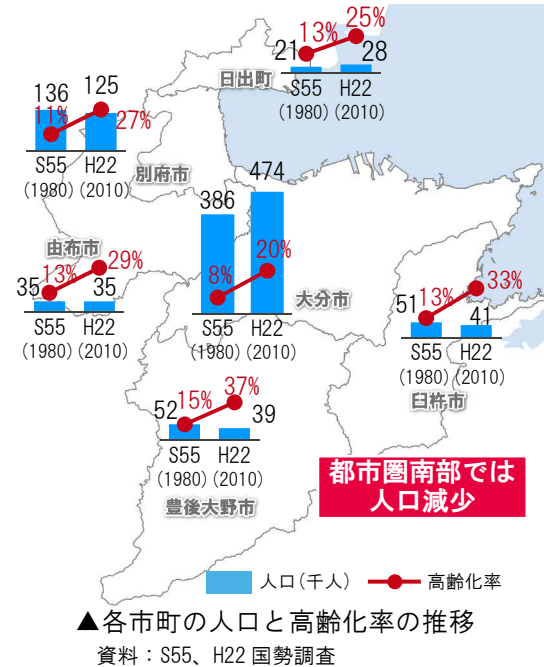 13% 25%
21 28
日出町
S55 H22
(1980) (2010)
136 125
11% 27%
S55 H22
(1980) (2010)
別府市
386 474
8% 20%
大分市
S55 H22
(1980) (2010)
由布市
35 13% 29% 35
S55 H22
(1980) (2010)
51 13% 33% 41
S55 H22
(1980) (2010)
臼杵市
52 15% 37% 39
S55 H22
(1980) (2010)
豊後大野市
都市圏南部では
人口減少
人口(千人) 高齢化率
▲各市町の人口と高齢化率の推移
資料：S55、H22 国勢調査